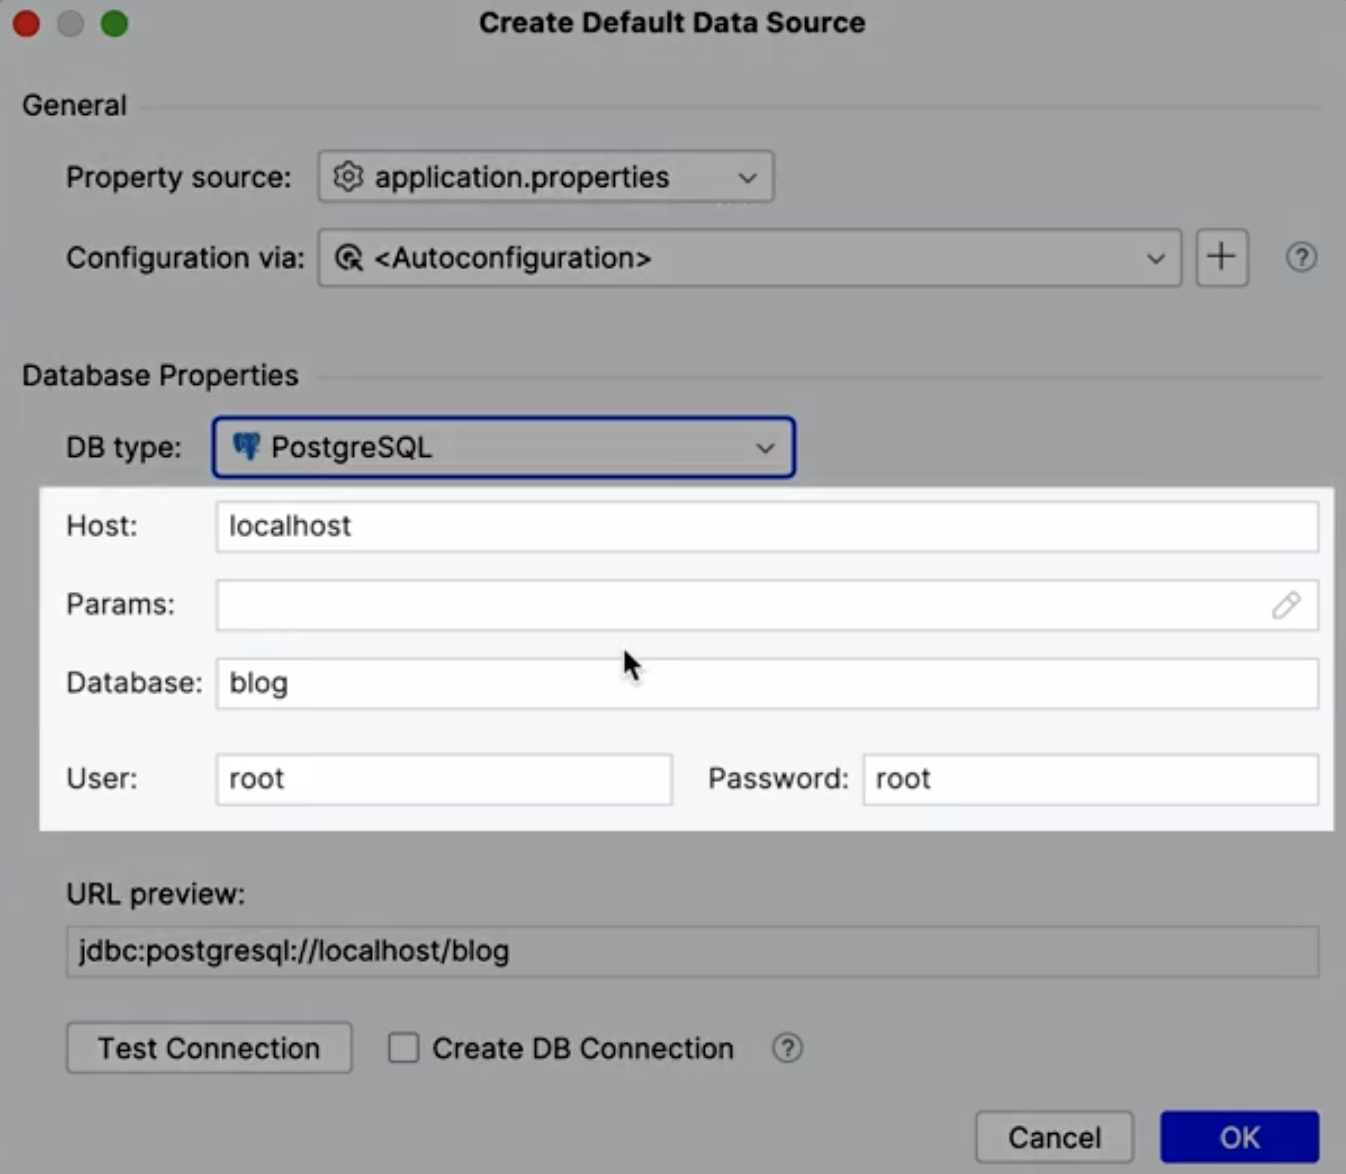 Create Default Data Source
General
Property source: application.properties
Configuration via: <Autoconfiguration>
Database Properties
DB type: PostgreSQL
Host: localhost
Params:
Database: blog
User: root Password: root
URL preview:
jdbc:postgresql://localhost/blog
Test Connection Create DB Connection
Cancel OK